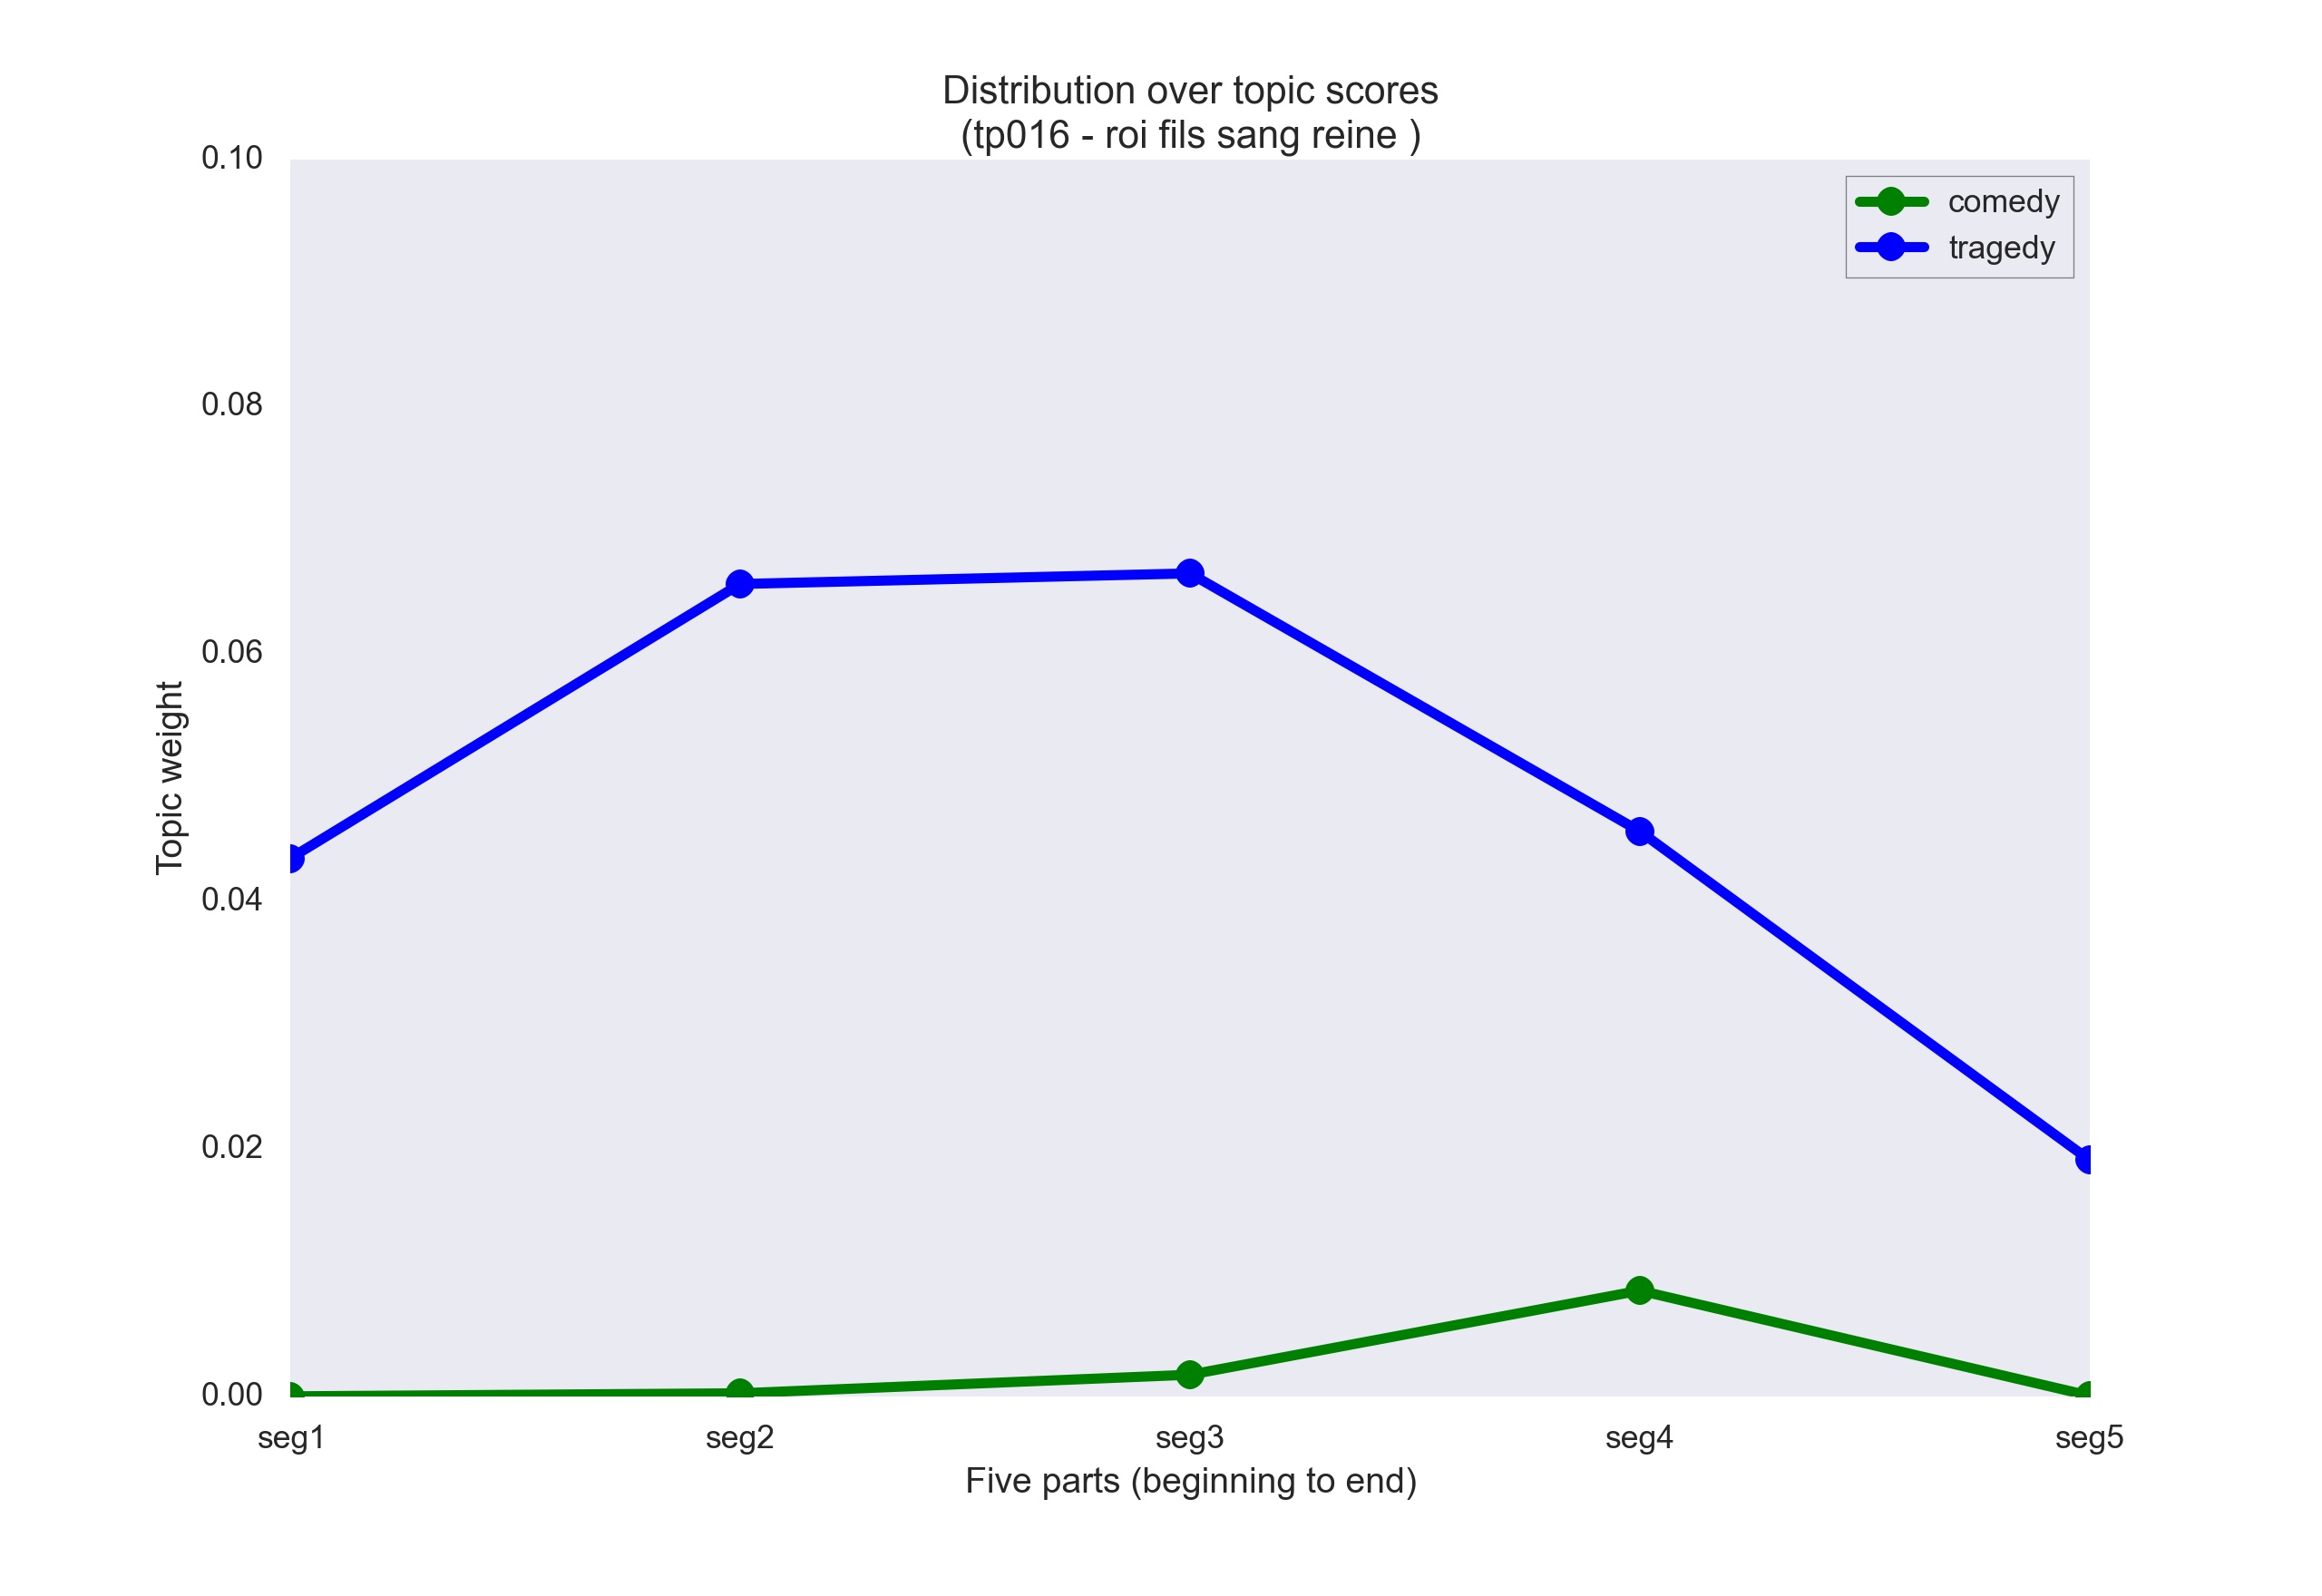 Distribution over topic scores
(tp016 - roi fils sang reine )
0.10
0.08
0.06
0.04
0.02
0.00
Topic weight
comedy
tragedy
seg1 seg2 seg3 seg4 seg5
Five parts (beginning to end)